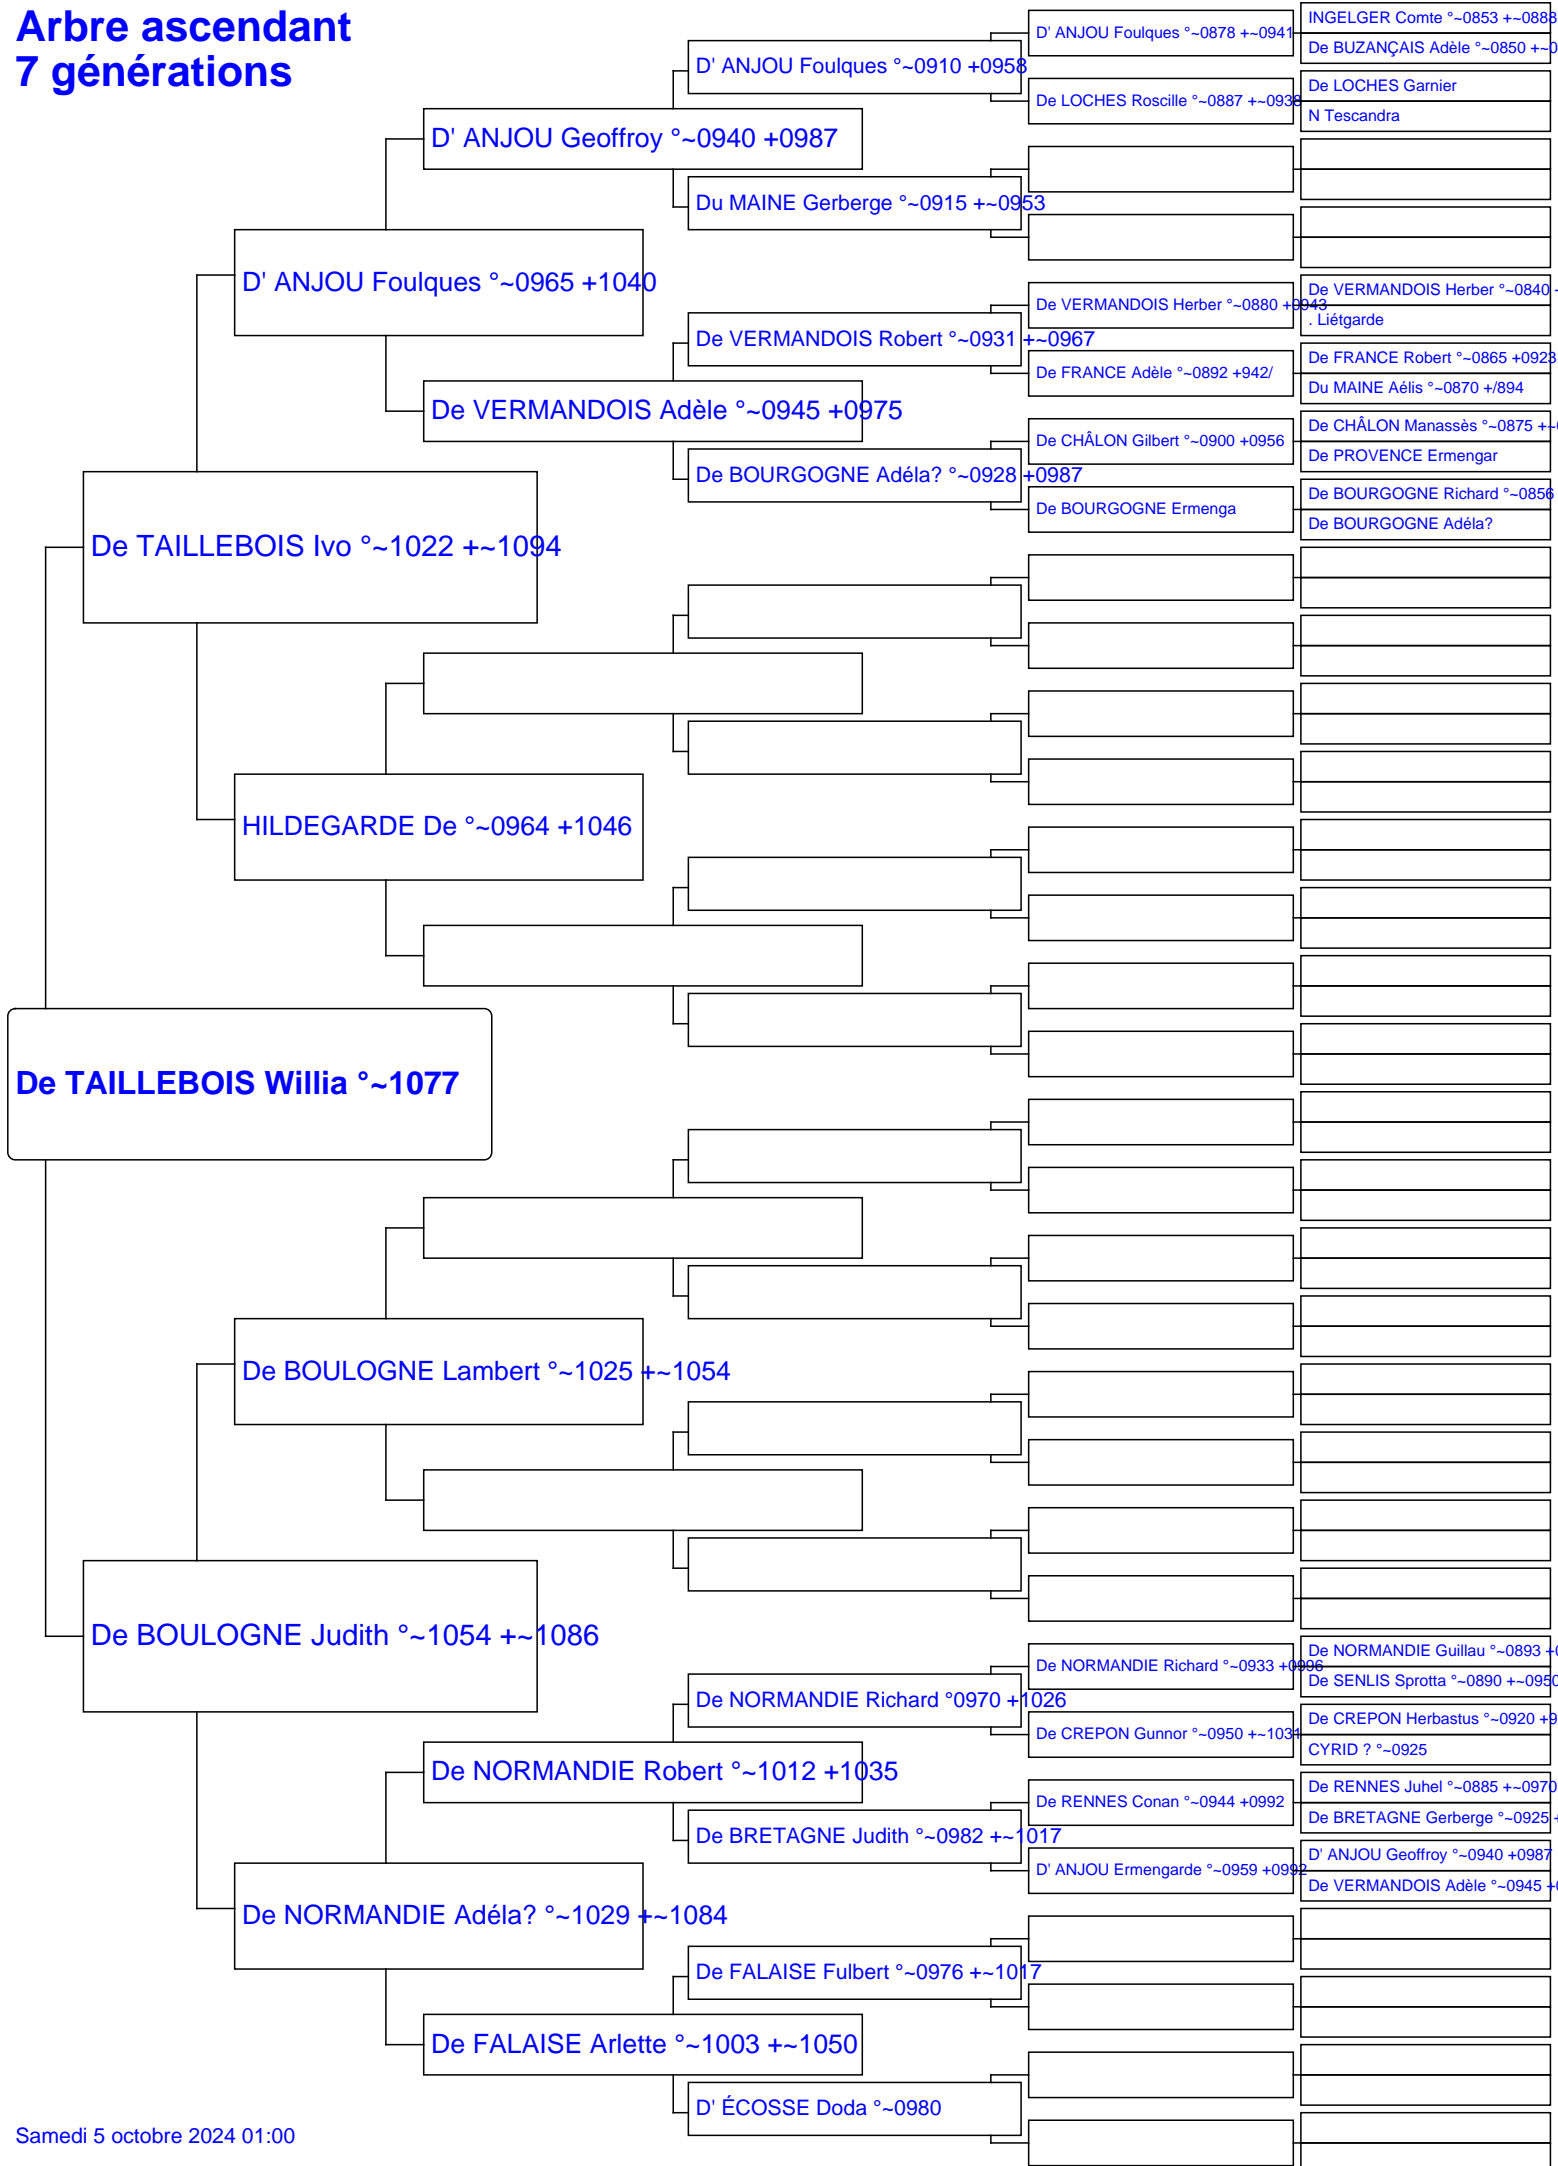 Arbre ascendant
7 générations
INGELGER Comte °~0853 +~0888
D' ANJOU Foulques °~0878 +~0941
De BUZANÇAIS Adèle °~0850 +~0
D' ANJOU Foulques °~0910 +0958
De LOCHES Garnier
De LOCHES Roscille °~0887 +~0938
N Tescandra
D' ANJOU Geoffroy °~0940 +0987
Du MAINE Gerberge °~0915 +~0953
D' ANJOU Foulques °~0965 +1040
De VERMANDOIS Herber °~0840 +
De VERMANDOIS Herber °~0880 +0943
. Liétgarde
De VERMANDOIS Robert °~0931 +~0967
De FRANCE Robert °~0865 +0923
De FRANCE Adèle °~0892 +942/
Du MAINE Aélis °~0870 +/894
De VERMANDOIS Adèle °~0945 +0975
De CHÂLON Manassès °~0875 +~
De CHÂLON Gilbert °~0900 +0956
De PROVENCE Ermengar
De BOURGOGNE Adéla? °~0928 +0987
De BOURGOGNE Richard °~0856
De BOURGOGNE Ermenga
De BOURGOGNE Adéla?
De TAILLEBOIS Ivo °~1022 +~1094
HILDEGARDE De °~0964 +1046
De TAILLEBOIS Willia °~1077
De BOULOGNE Lambert °~1025 +~1054
De BOULOGNE Judith °~1054 +~1086
De NORMANDIE Guillau °~0893 +0
De NORMANDIE Richard °~0933 +0996
De SENLIS Sprotta °~0890 +~0950
De NORMANDIE Richard °0970 +1026
De CREPON Herbastus °~0920 +9
De CREPON Gunnor °~0950 +~1031
CYRID ? °~0925
De NORMANDIE Robert °~1012 +1035
De RENNES Juhel °~0885 +~0970
De RENNES Conan °~0944 +0992
De BRETAGNE Gerberge °~0925 +
De BRETAGNE Judith °~0982 +~1017
D' ANJOU Geoffroy °~0940 +0987
D' ANJOU Ermengarde °~0959 +0992
De VERMANDOIS Adèle °~0945 +0
De NORMANDIE Adéla? °~1029 +~1084
De FALAISE Fulbert °~0976 +~1017
De FALAISE Arlette °~1003 +~1050
D' ÉCOSSE Doda °~0980
Samedi 5 octobre 2024 01:00